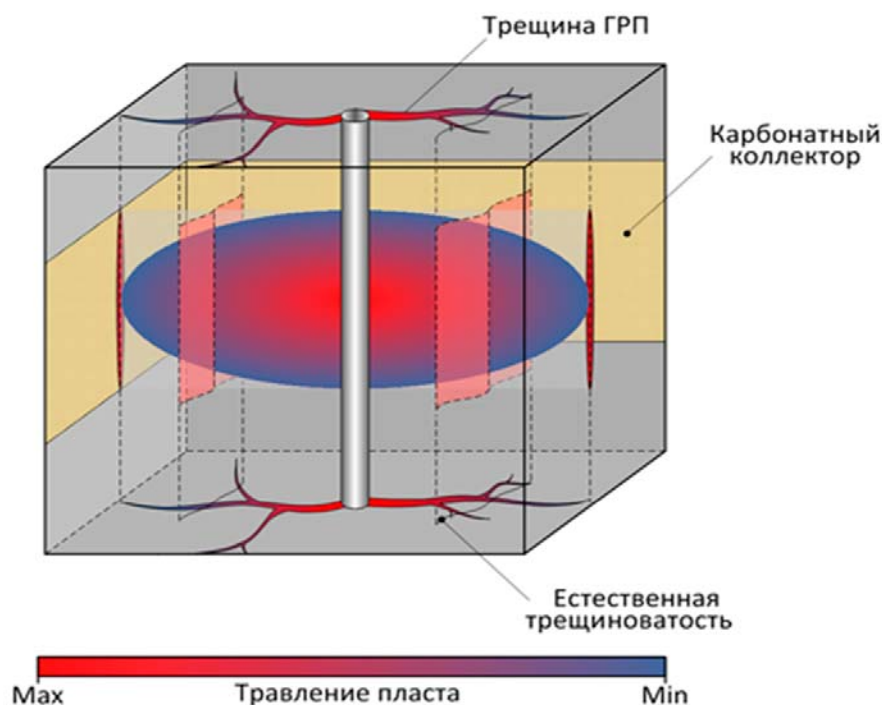 Трещина ГРП
Карбонатный
коллектор
Естественная
трещиноватость
Max
Травление пласта
Min